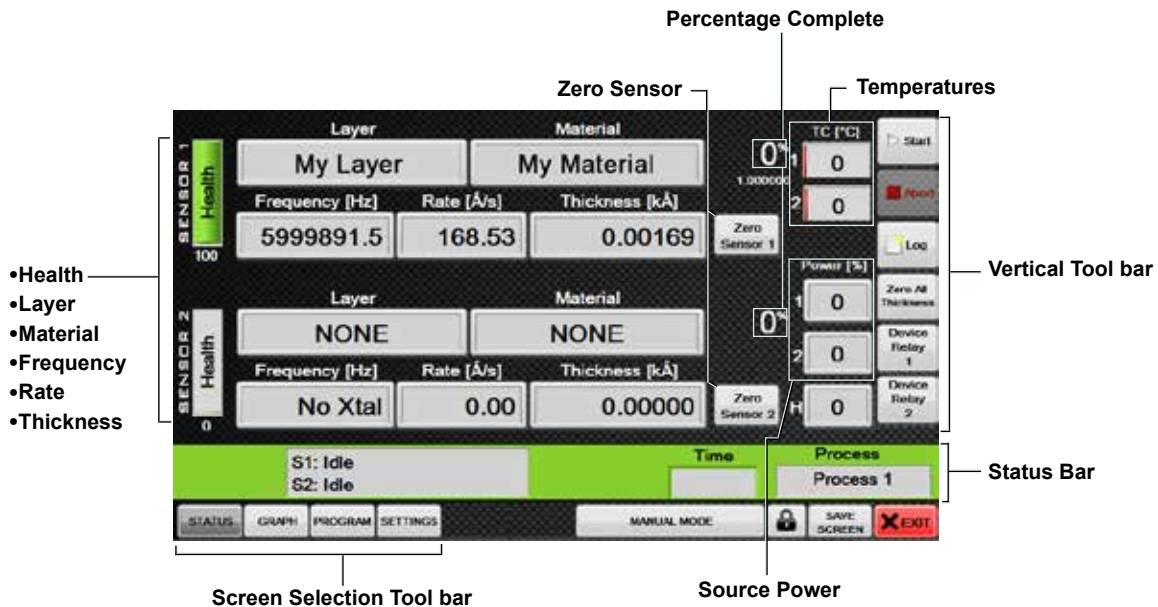 Percentage Complete
Zero Sensor
Temperatures
Layer
Material
TC [°C]
SENSOR 1
Health
100
My Layer
My Material
0%
1.000000
1
0
2
0
Start
Abort
Frequency [Hz]
Rate [Å/s]
Thickness [kÅ]
5999891.5
168.53
0.00169
Zero
Sensor 1
Log
•Health
•Layer
•Material
•Frequency
•Rate
•Thickness
Power [%]
1
0
2
0
H
0
Zero All
Thickness
Device
Relay
1
Device
Relay
2
Vertical Tool bar
Layer
Material
SENSOR 2
Health
0
NONE
NONE
0%
Frequency [Hz]
Rate [Å/s]
Thickness [kÅ]
No Xtal
0.00
0.00000
Zero
Sensor 2
S1: Idle
S2: Idle
Time
Process
Process 1
Status Bar
STATUS
GRAPH
PROGRAM
SETTINGS
MANUAL MODE
SAVE
SCREEN
EXIT
Screen Selection Tool bar
Source Power